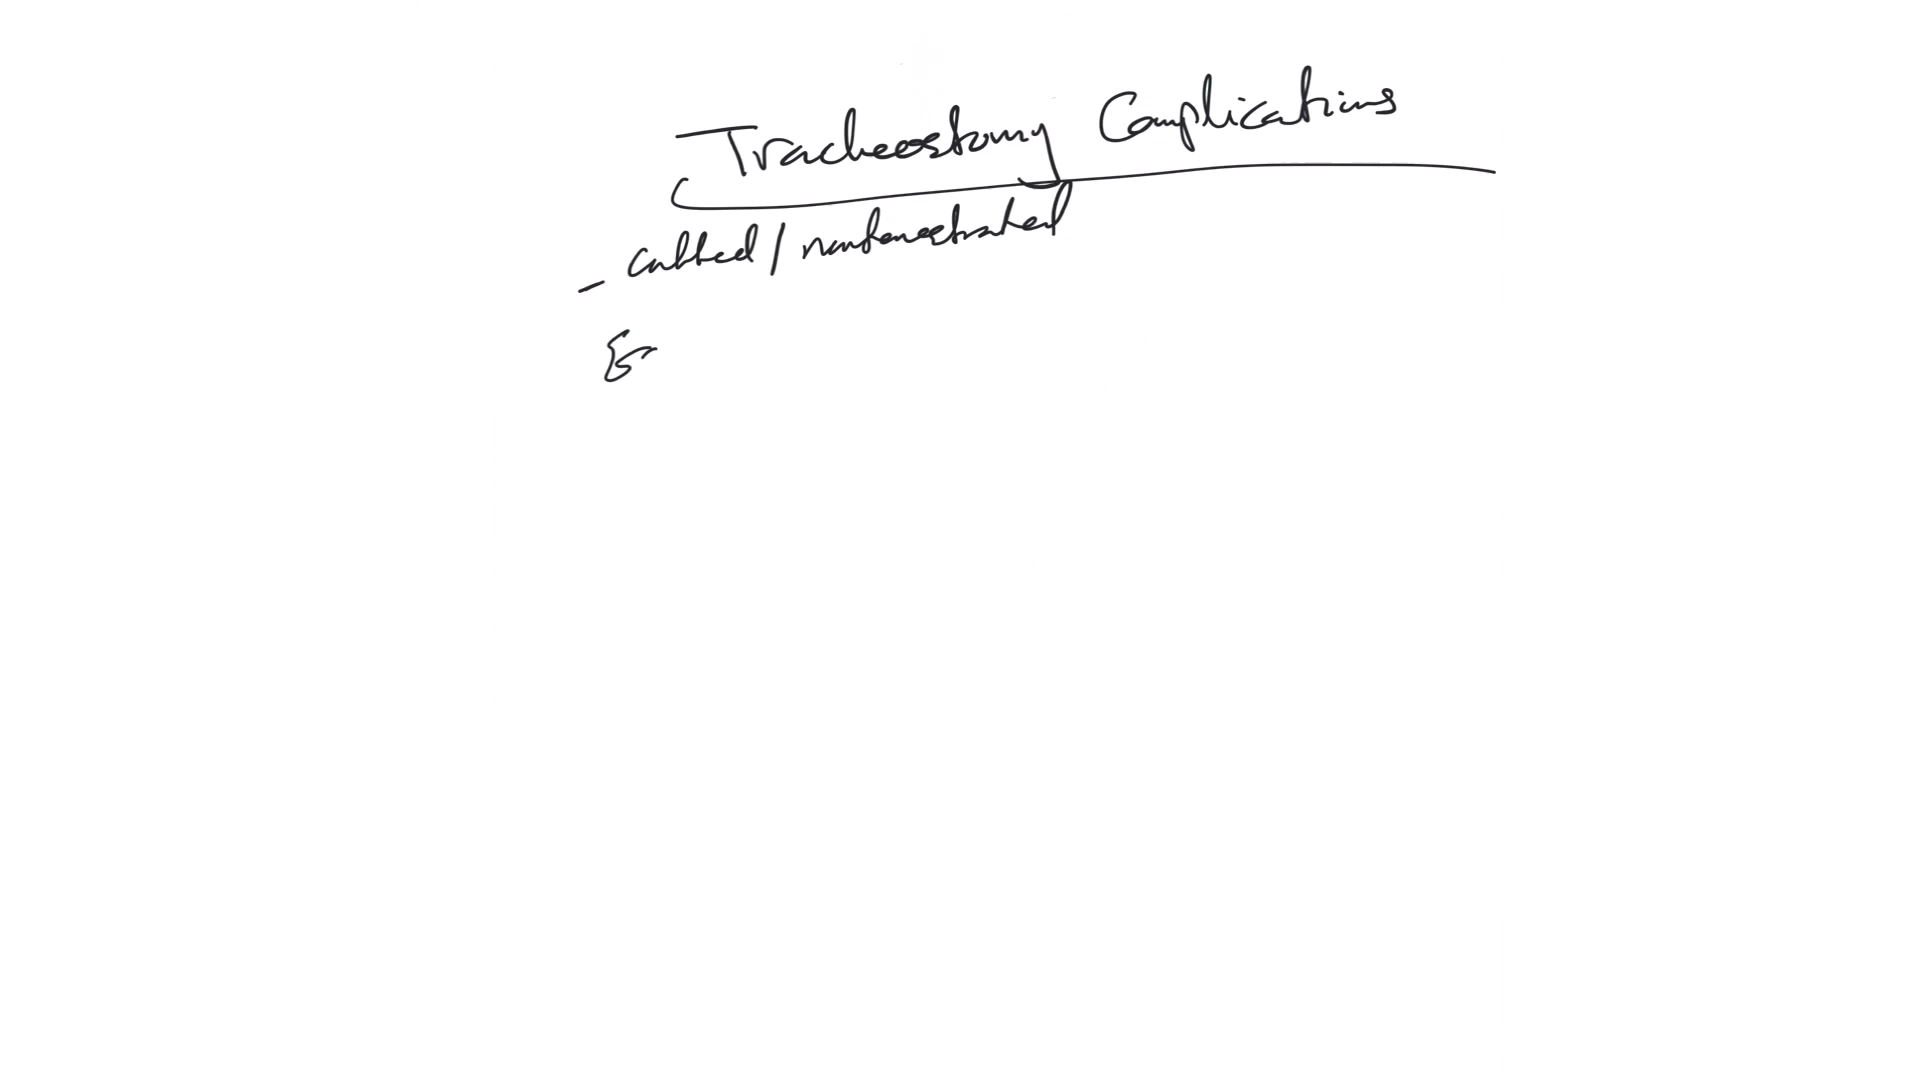 Tracheostomy Complications
- cuffed / nonfenestrated